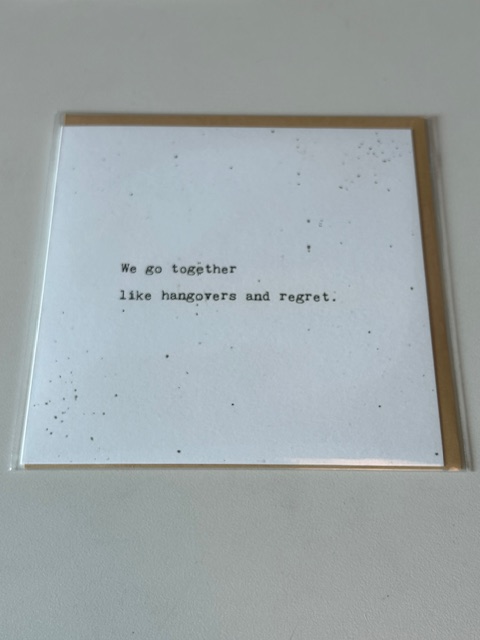 We go together
like hangovers and regret.